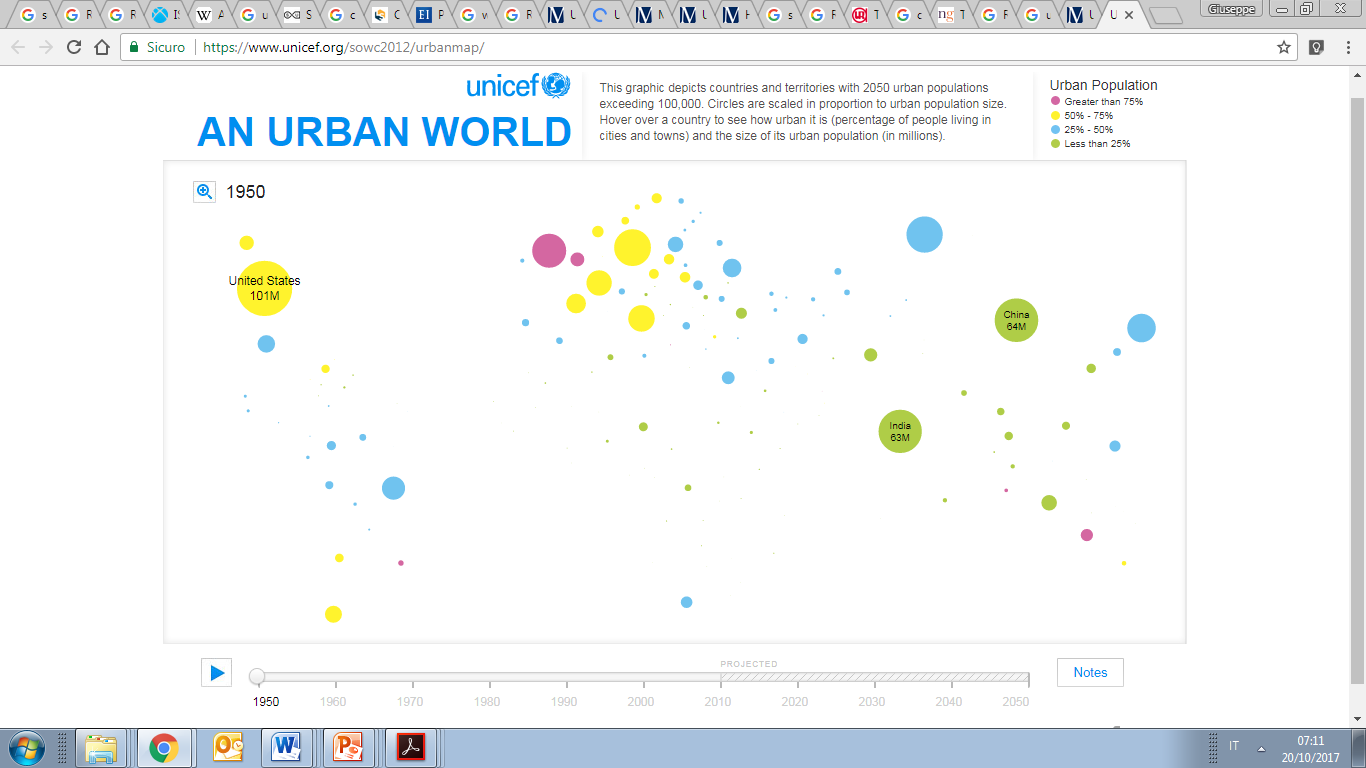 s R R IS A u S c C P w R U U M U H s F T c T F u U U
Giuseppe
Sicuro https://www.unicef.org/sowc2012/urbanmap/
unicef
AN URBAN WORLD
This graphic depicts countries and territories with 2050 urban populations
exceeding 100,000. Circles are scaled in proportion to urban population size.
Hover over a country to see how urban it is (percentage of people living in
cities and towns) and the size of its urban population (in millions).
Urban Population
Greater than 75%
50% - 75%
25% - 50%
Less than 25%
1950
United States
101M
China
64M
India
63M
PROJECTED
Notes
1950 1960 1970 1980 1990 2000 2010 2020 2030 2040 2050
IT
07:11
20/10/2017